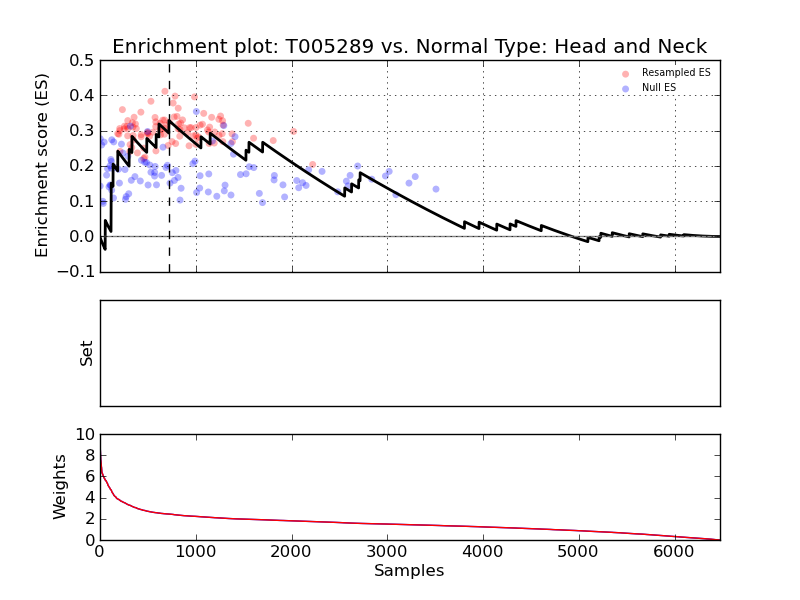 Enrichment plot: T005289 vs. Normal Type: Head and Neck
Enrichment score (ES)
0.5
0.4
0.3
0.2
0.1
0.0
−0.1
Resampled ES
Null ES
Set
Weights
10
8
6
4
2
0
0 1000 2000 3000 4000 5000 6000
Samples